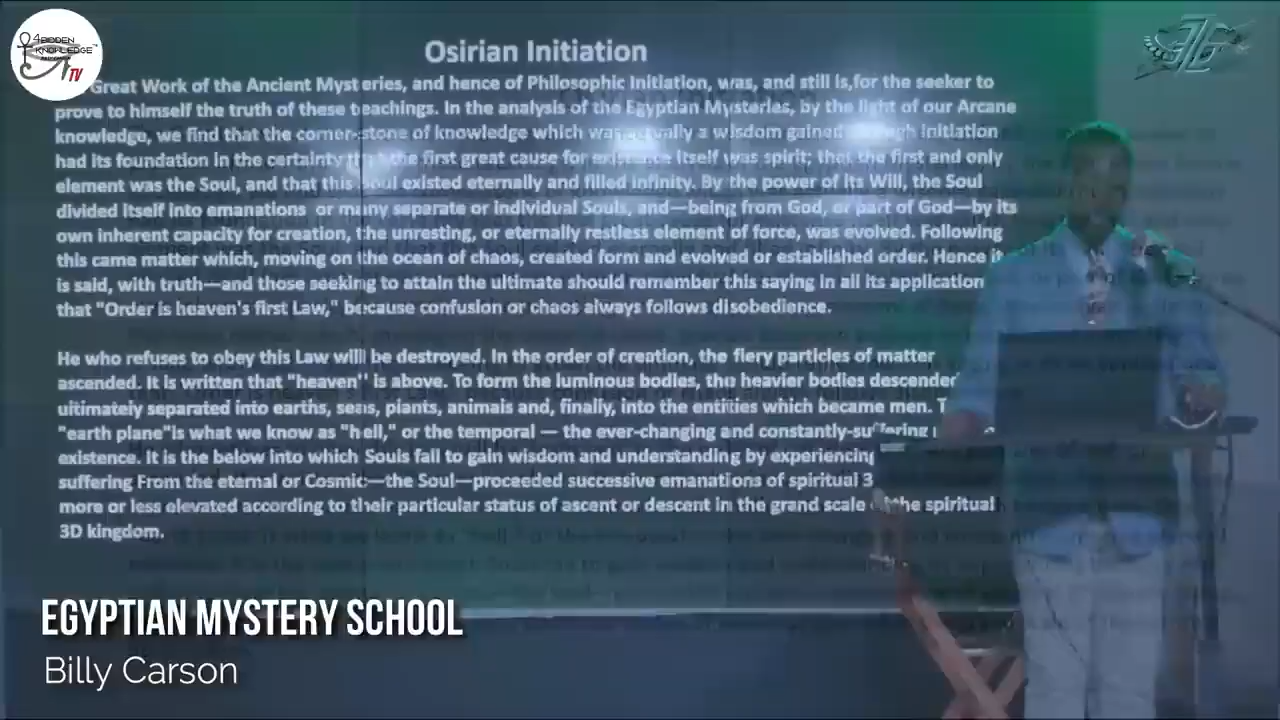 4BIDDEN
KNOWLEDGE
TV
Osirian Initiation
Great Work of the Ancient Mysteries, and hence of Philosophic Initiation, was, and still is,for the seeker to
prove to himself the truth of these teachings. In the analysis of the Egyptian Mysteries, by the light of our Arcane
knowledge, we find that the corner-stone of knowledge which was actually a wisdom gained through Initiation
had its foundation in the certainty that the first great cause for existence itself was spirit; that the first and only
element was the Soul, and that this Soul existed eternally and filled infinity. By the power of its Will, the Soul
divided itself into emanations or many separate or individual Souls, and—being from God, or part of God—by its
own inherent capacity for creation, the unresting, or eternally restless element of force, was evolved. Following
this came matter which, moving on the ocean of chaos, created form and evolved or established order. Hence it
is said, with truth—and those seeking to attain the ultimate should remember this saying in all its application
that "Order is heaven's first Law," because confusion or chaos always follows disobedience.
He who refuses to obey this Law will be destroyed. In the order of creation, the fiery particles of matter
ascended. It is written that "heaven" is above. To form the luminous bodies, the heavier bodies descended
ultimately separated into earths, seas, plants, animals and, finally, into the entities which became men.
"earth plane"is what we know as "hell," or the temporal — the ever-changing and constantly-suffering
existence. It is the below into which Souls fall to gain wisdom and understanding by experiencing
suffering From the eternal or Cosmic—the Soul—proceeded successive emanations of spiritual 3
more or less elevated according to their particular status of ascent or descent in the grand scale of the spiritual
3D kingdom.
EGYPTIAN MYSTERY SCHOOL
Billy Carson